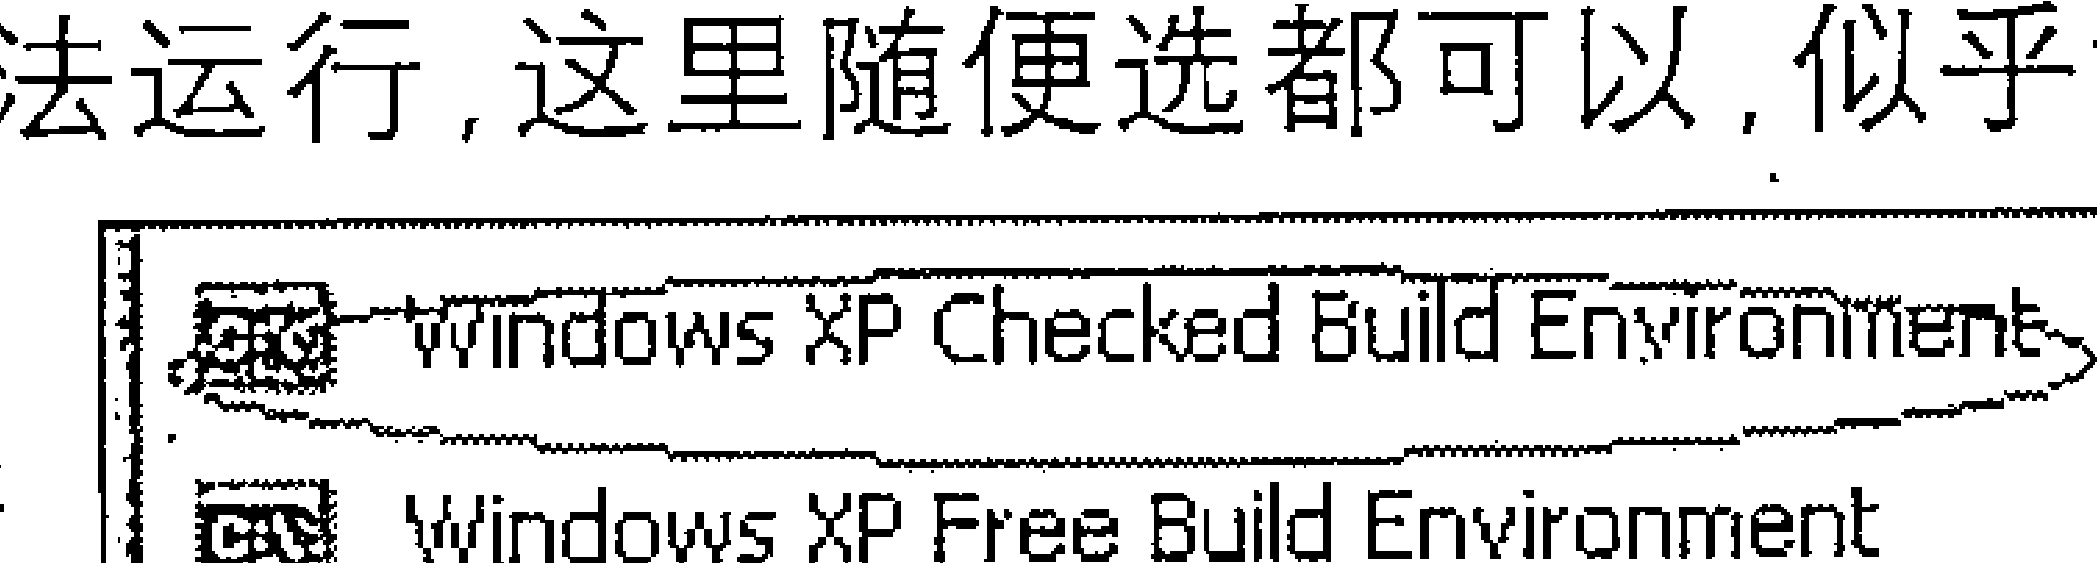 法运行,这里随便选都可以,似乎
Windows XP Checked Build Environment
Windows XP Free Build Environment